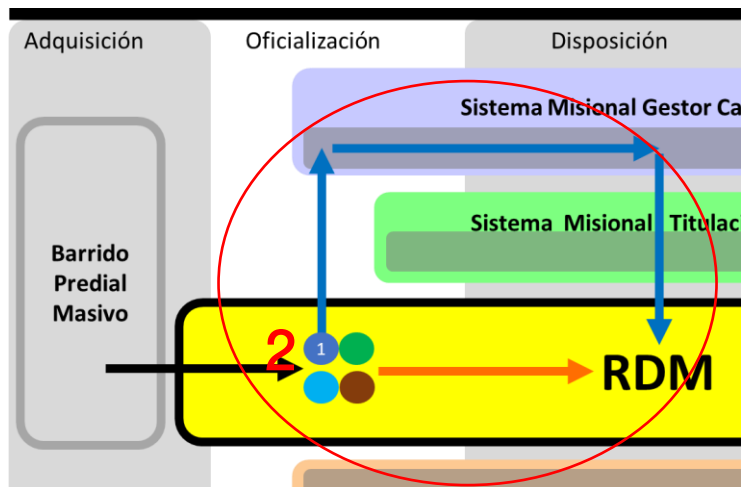 Adquisición
Oficialización
Disposición
Sistema Misional Gestor Ca
Sistema Misional Titulac
Barrido
Predial
Masivo
2
1
RDM